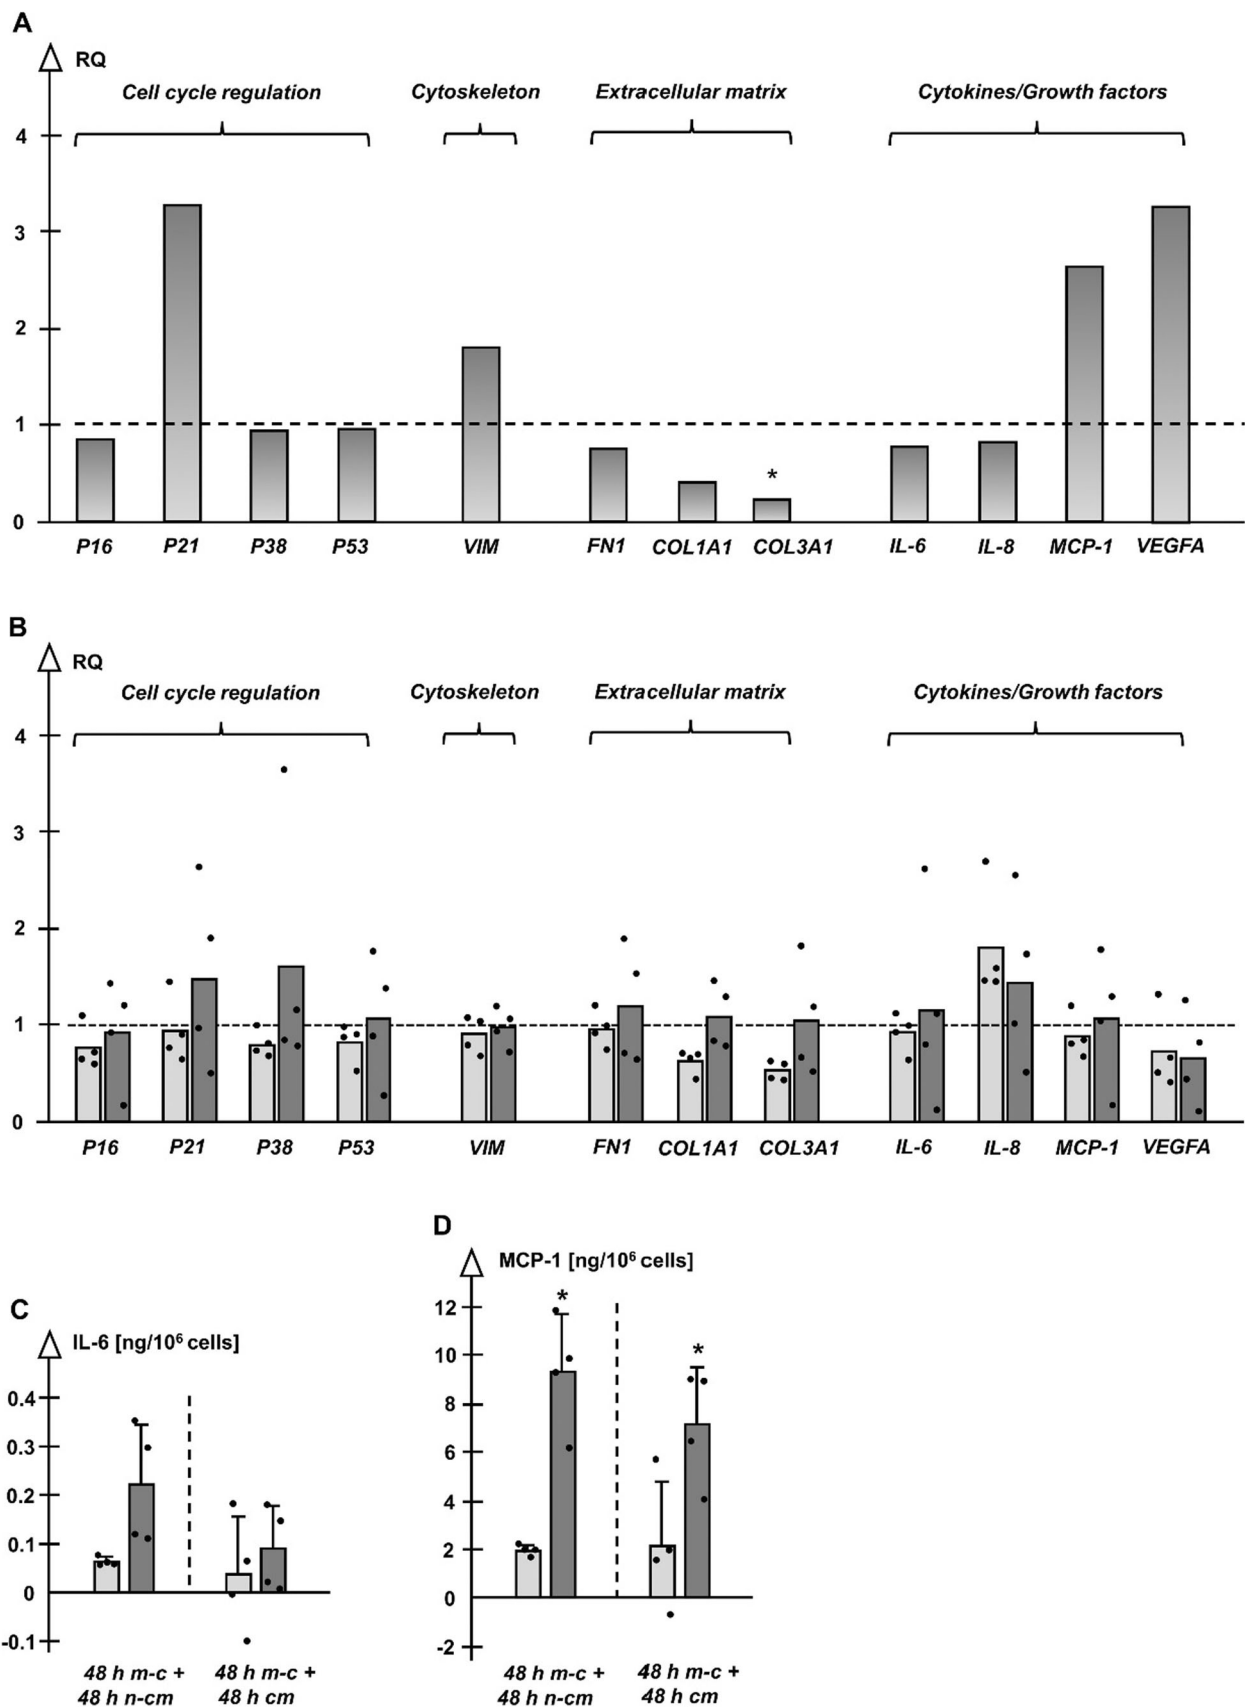 A
RQ
Cell cycle regulation
Cytoskeleton
Extracellular matrix
Cytokines/Growth factors
4
3
2
1
0
*
P16
P21
P38
P53
VIM
FN1
COL1A1
COL3A1
IL-6
IL-8
MCP-1
VEGFA
B
RQ
Cell cycle regulation
Cytoskeleton
Extracellular matrix
Cytokines/Growth factors
4
3
2
1
0
P16
P21
P38
P53
VIM
FN1
COL1A1
COL3A1
IL-6
IL-8
MCP-1
VEGFA
C
IL-6 [ng/10⁶ cells]
0.4
0.3
0.2
0.1
0
-0.1
48 h m-c +
48 h n-cm
48 h m-c +
48 h cm
D
MCP-1 [ng/10⁶ cells]
12
10
8
6
4
2
0
-2
*
*
48 h m-c +
48 h n-cm
48 h m-c +
48 h cm